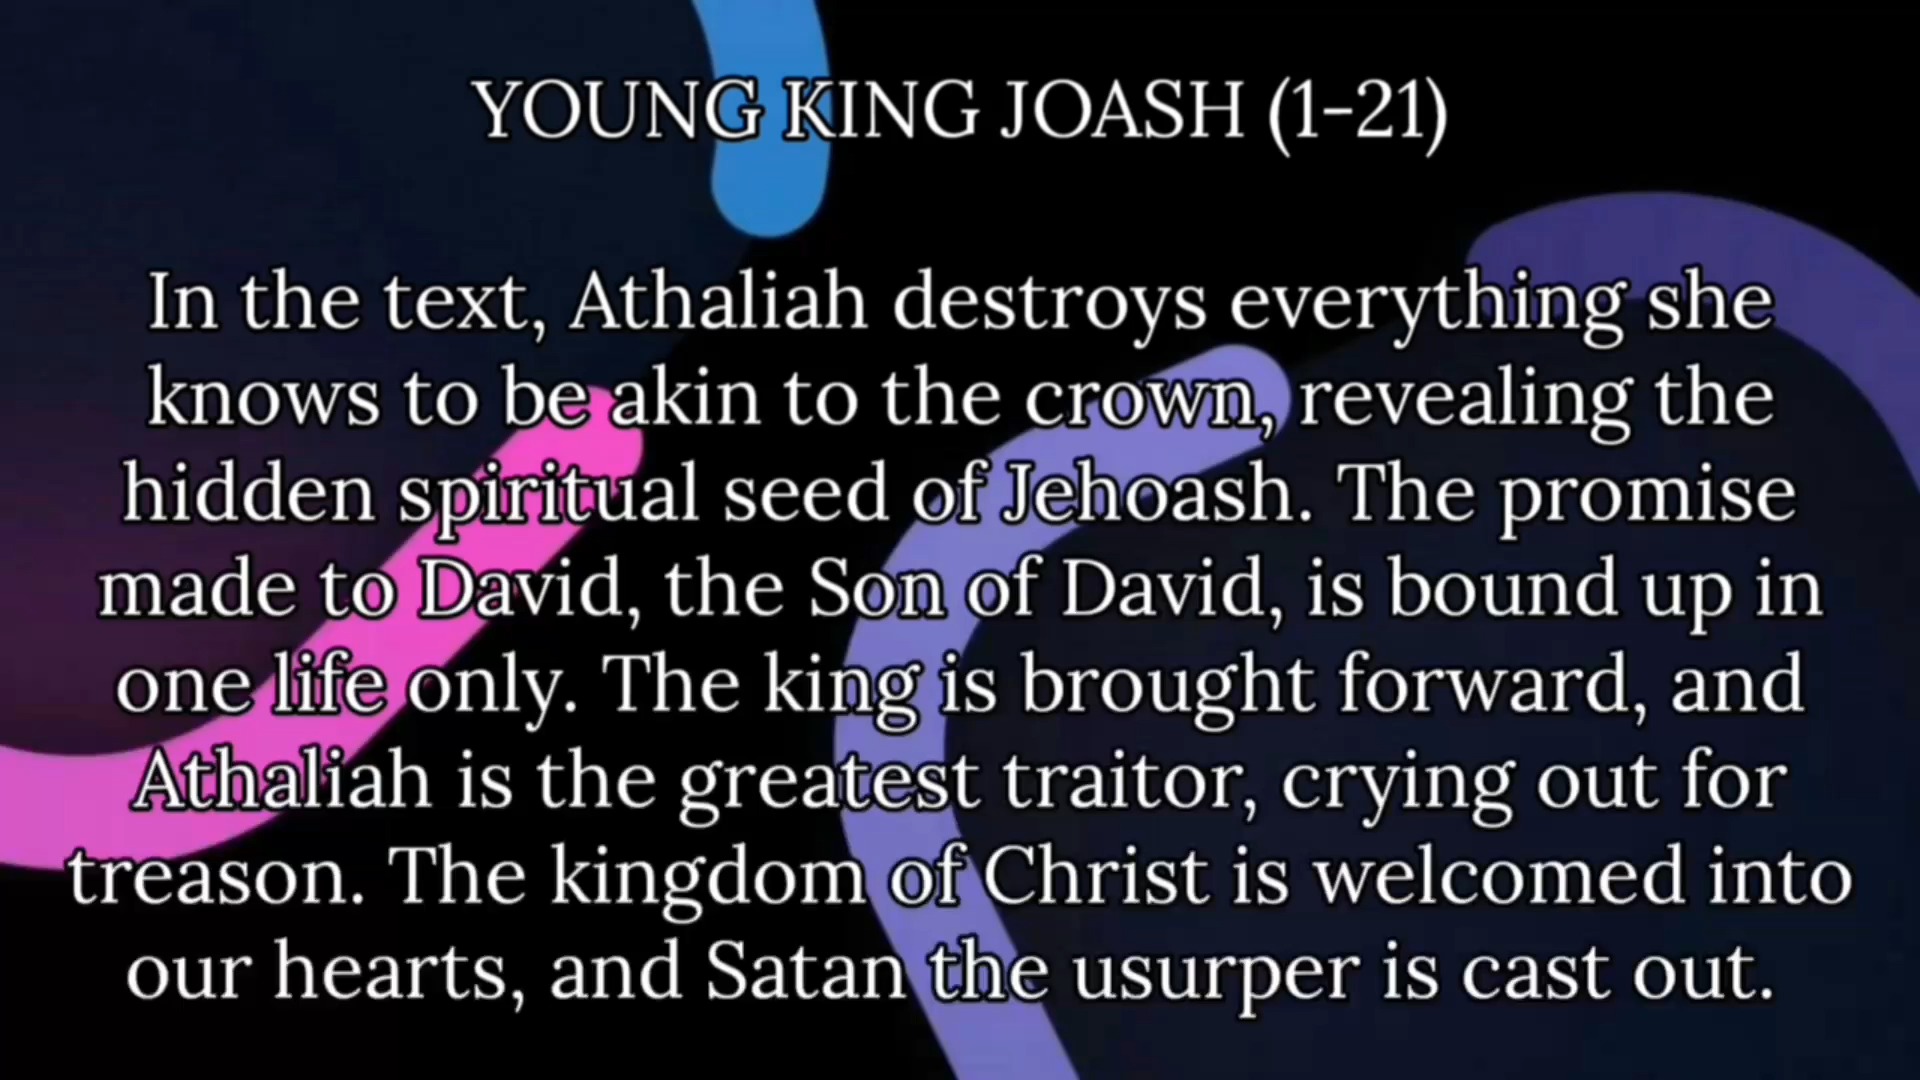 YOUNG KING JOASH (1-21)
In the text, Athaliah destroys everything she
knows to be akin to the crown, revealing the
hidden spiritual seed of Jehoash. The promise
made to David, the Son of David, is bound up in
one life only. The king is brought forward, and
Athaliah is the greatest traitor, crying out for
treason. The kingdom of Christ is welcomed into
our hearts, and Satan the usurper is cast out.